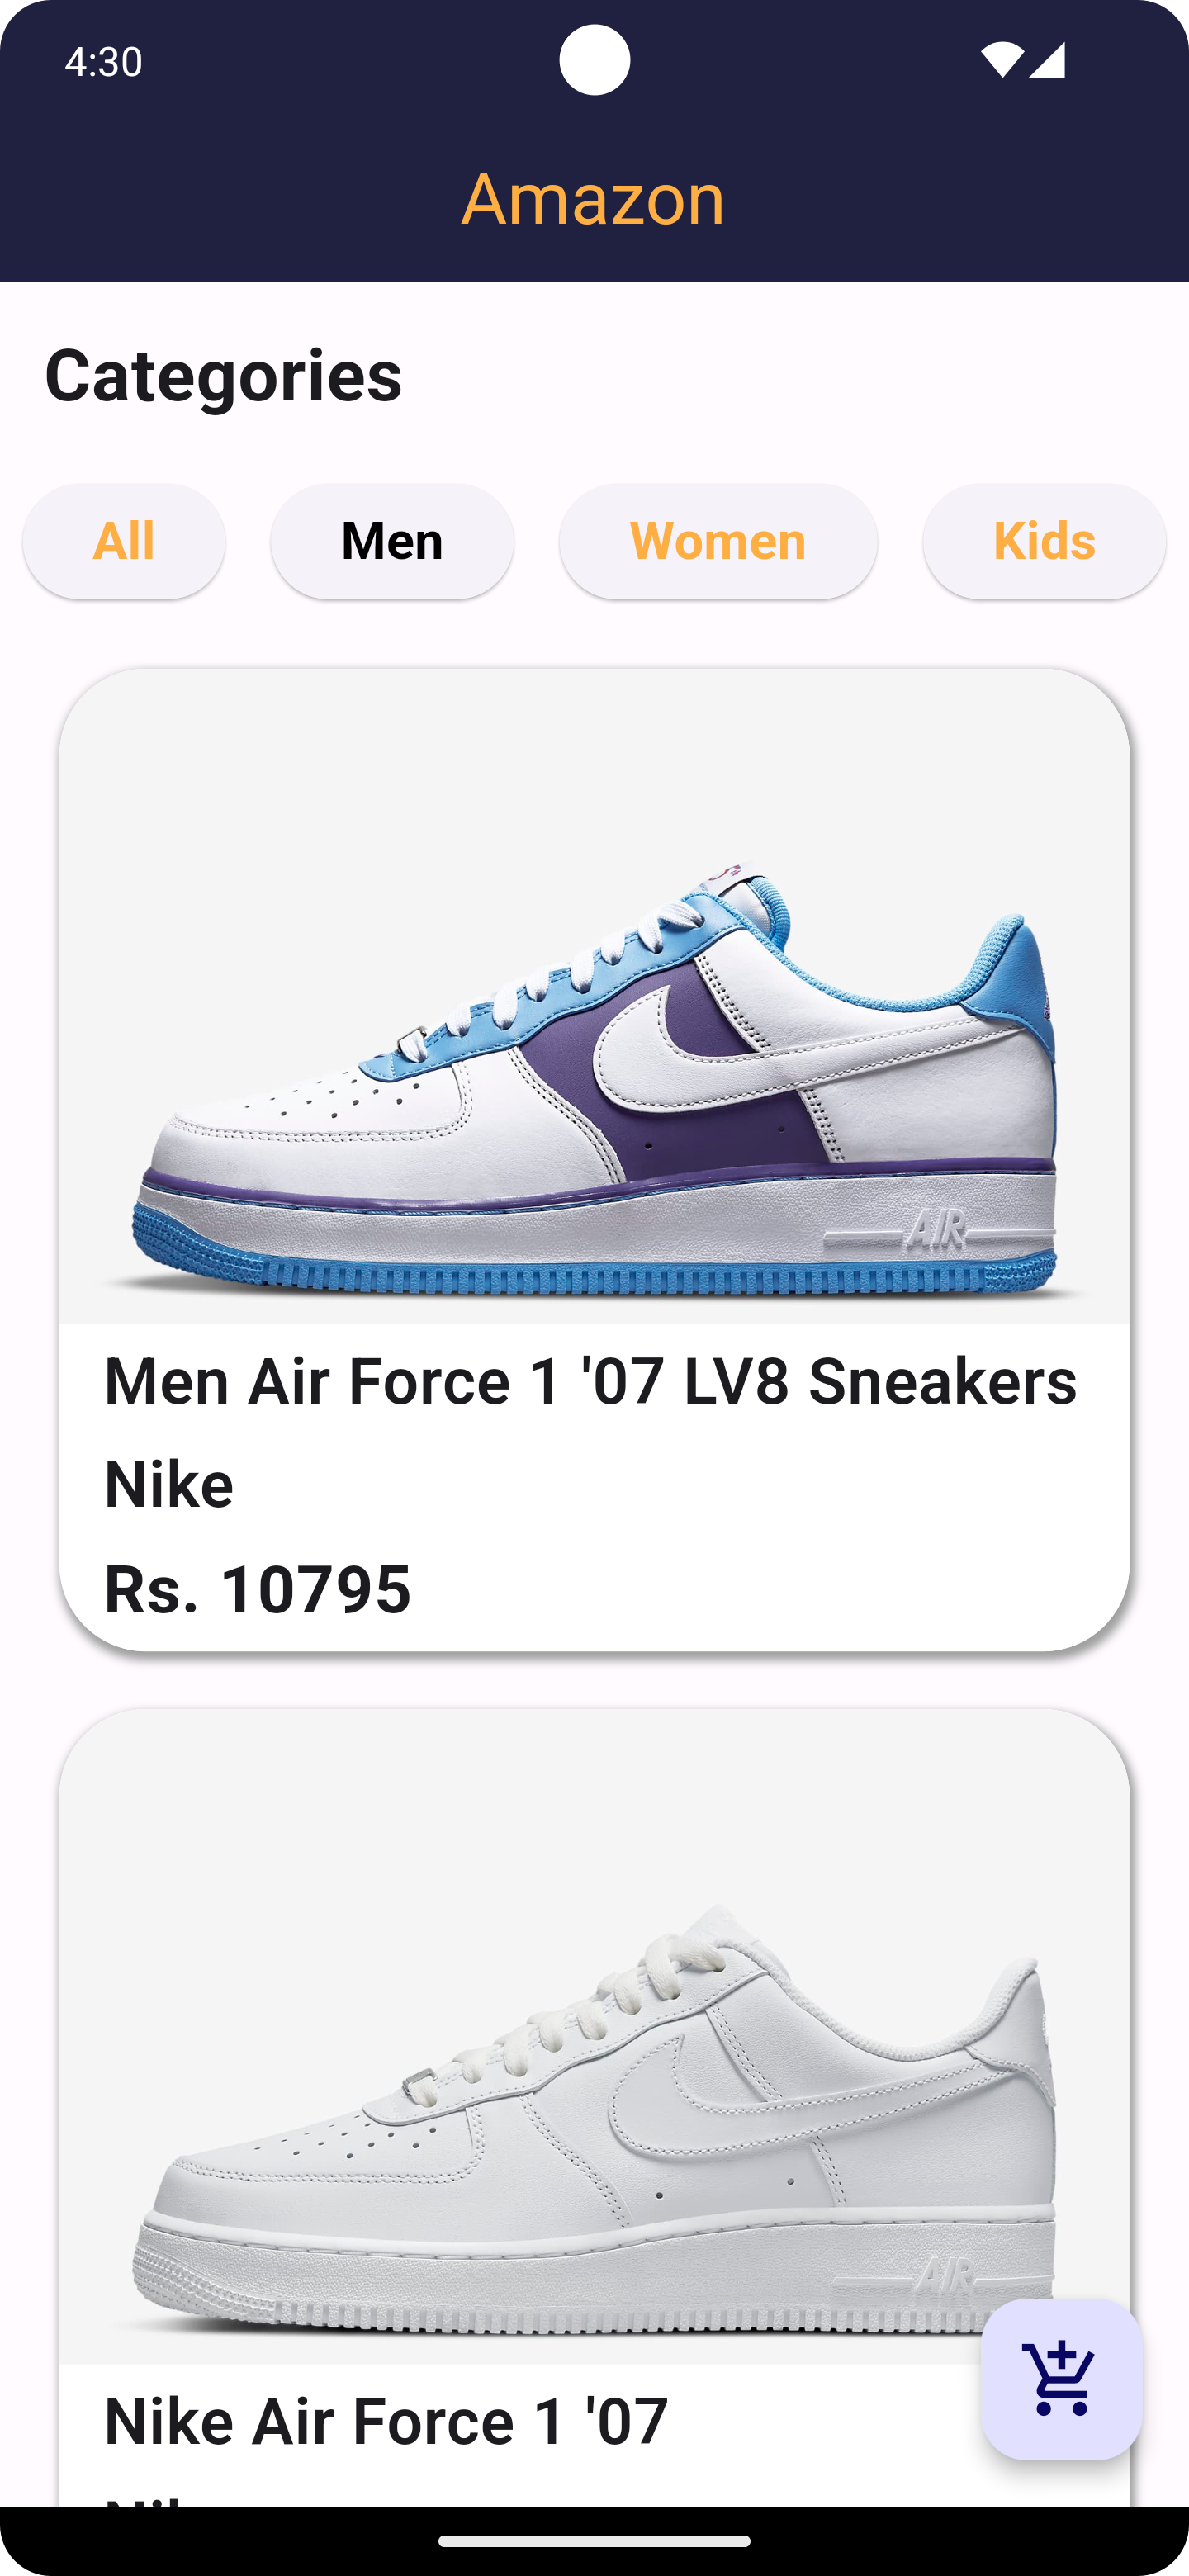 4:30
Amazon
Categories
All Men Women Kids
AIR
Men Air Force 1 '07 LV8 Sneakers
Nike
Rs. 10795
AIR
Nike Air Force 1 '07